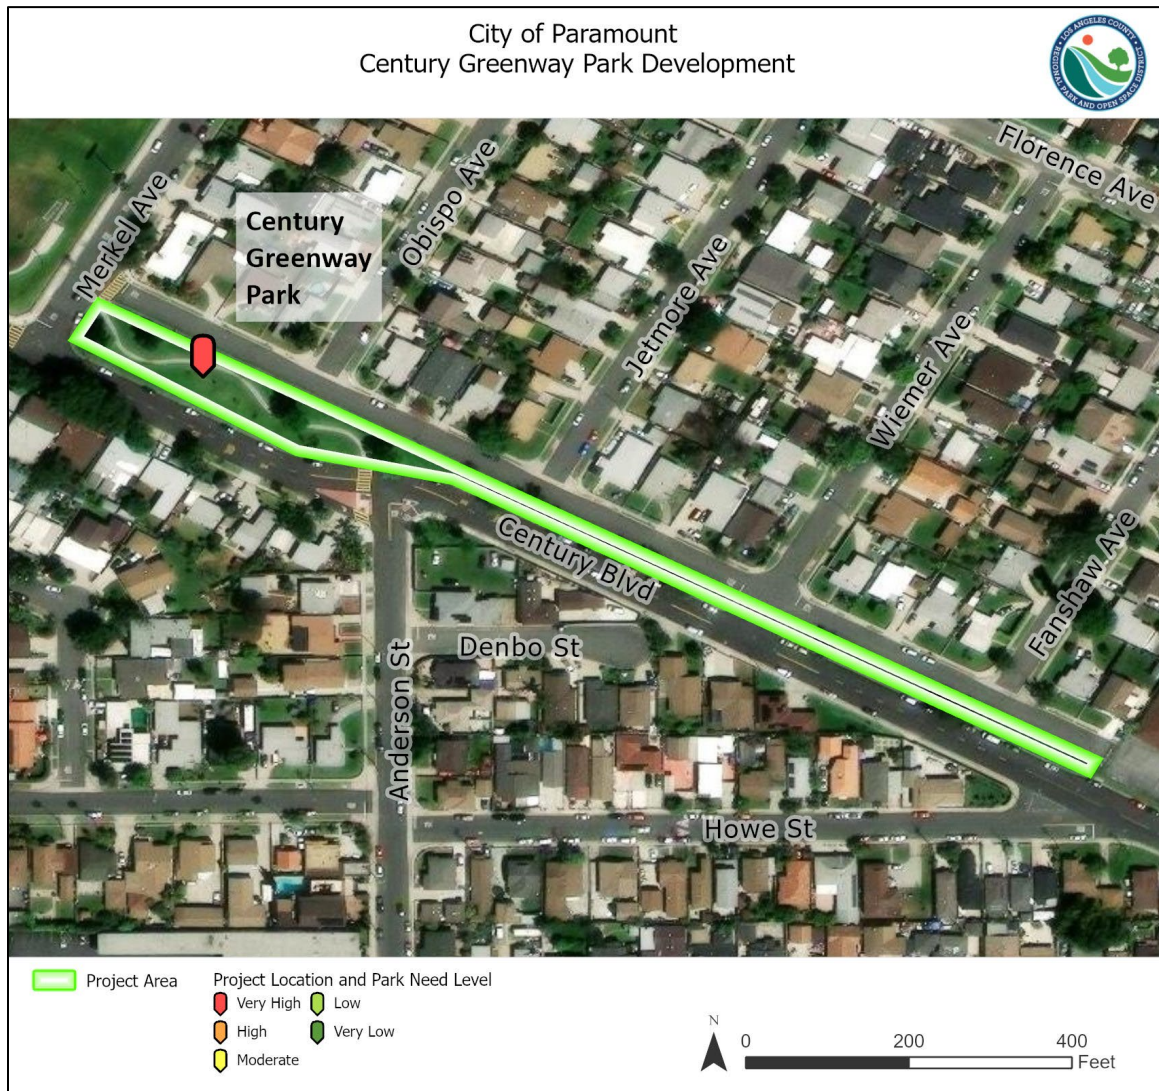 City of Paramount
Century Greenway Park Development
LOS ANGELES COUNTY
REGIONAL PARK AND OPEN SPACE DISTRICT
Florence Ave
Merkel Ave
Obispo Ave
Century
Greenway
Park
Jetmore Ave
Wiemer Ave
Fanshaw Ave
Century Blvd
Denbo St
Anderson St
Howe St
Project Area
Project Location and Park Need Level
Very High
Low
High
Very Low
Moderate
N
0 200 400
Feet